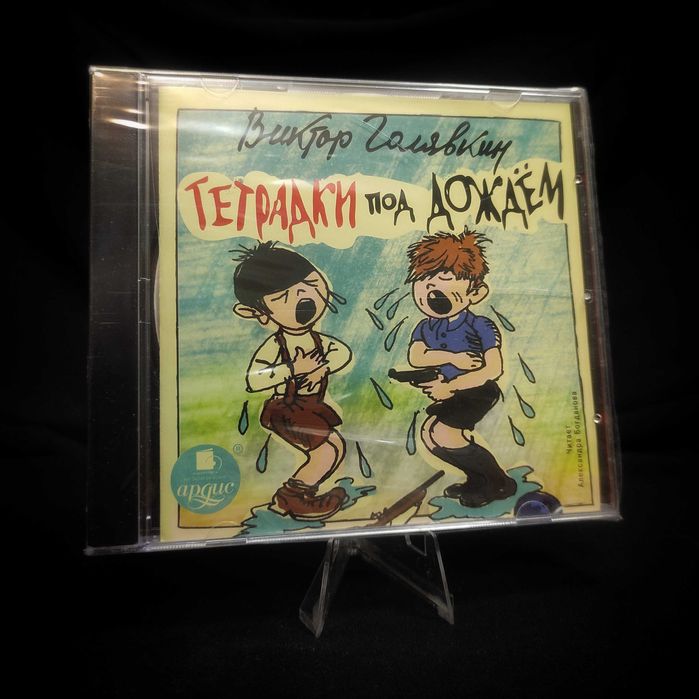 Виктор Голявкин
ТЕТРАДКИ ПОД ДОЖДЁМ
ардис
®
Читает
Александра Богданова